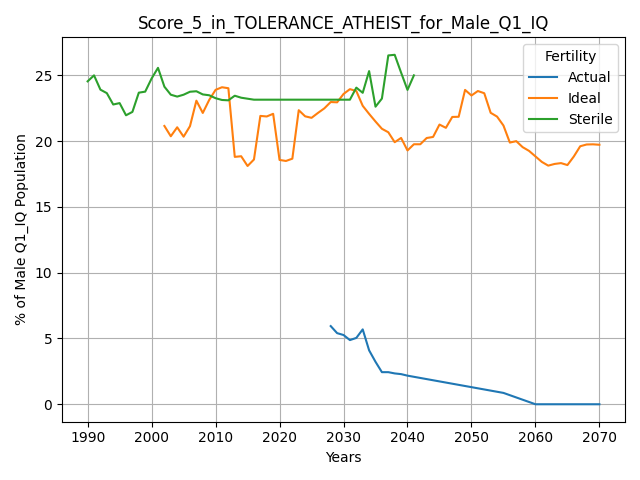 Score_5_in_TOLERANCE_ATHEIST_for_Male_Q1_IQ
Fertility
Actual
Ideal
Sterile
% of Male Q1_IQ Population
25
20
15
10
5
0
1990 2000 2010 2020 2030 2040 2050 2060 2070
Years